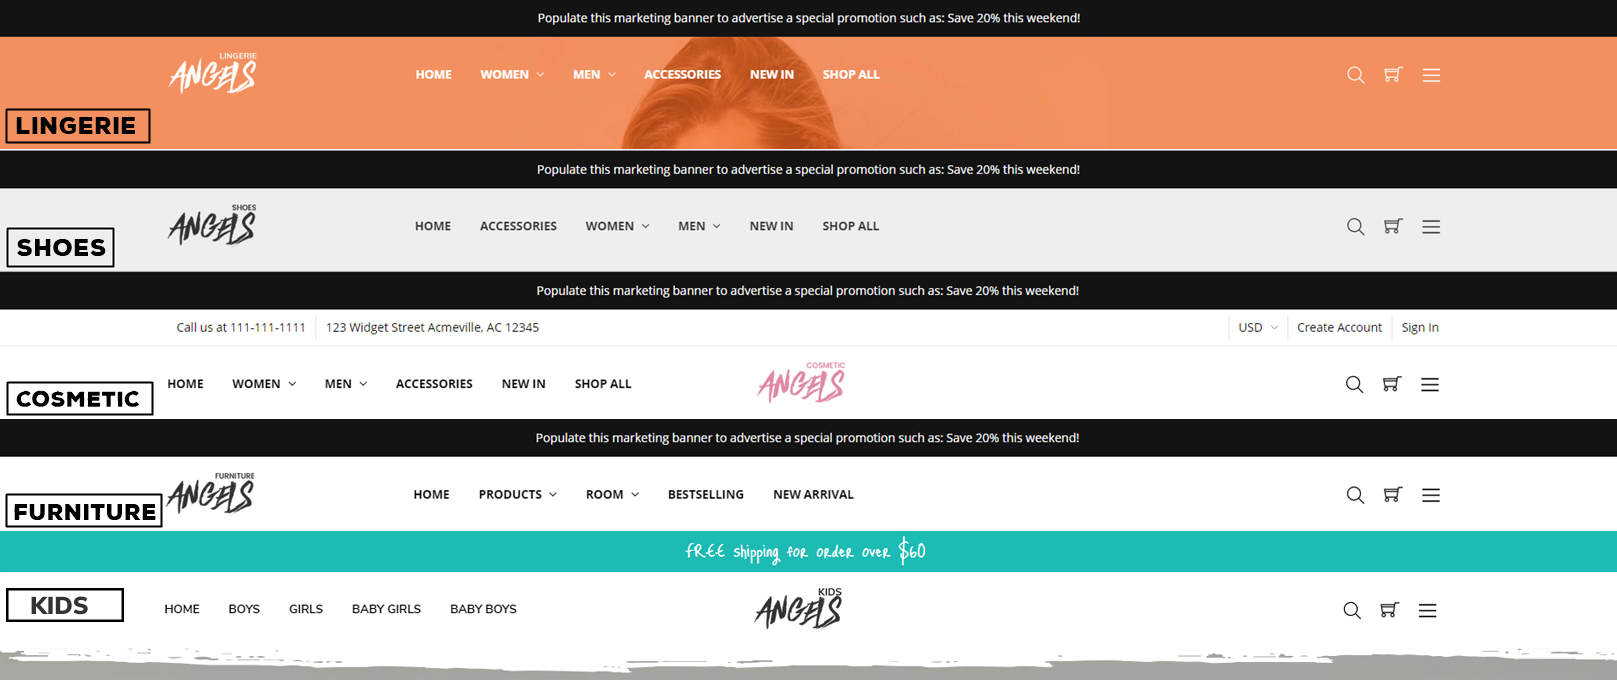 Populate this marketing banner to advertise a special promotion such as: Save 20% this weekend!
LINGERIE
ANGELS
HOME WOMEN MEN ACCESSORIES NEW IN SHOP ALL
LINGERIE
Populate this marketing banner to advertise a special promotion such as: Save 20% this weekend!
SHOES
ANGELS
HOME ACCESSORIES WOMEN MEN NEW IN SHOP ALL
SHOES
Populate this marketing banner to advertise a special promotion such as: Save 20% this weekend!
Call us at 111-111-1111 123 Widget Street Acmeville, AC 12345 USD Create Account Sign In
COSMETIC
HOME WOMEN MEN ACCESSORIES NEW IN SHOP ALL ANGELS
COSMETIC
Populate this marketing banner to advertise a special promotion such as: Save 20% this weekend!
FURNITURE
ANGELS
HOME PRODUCTS ROOM BESTSELLING NEW ARRIVAL
FURNITURE
FREE shipping for order over $60
KIDS
KIDS HOME BOYS GIRLS BABY GIRLS BABY BOYS ANGELS